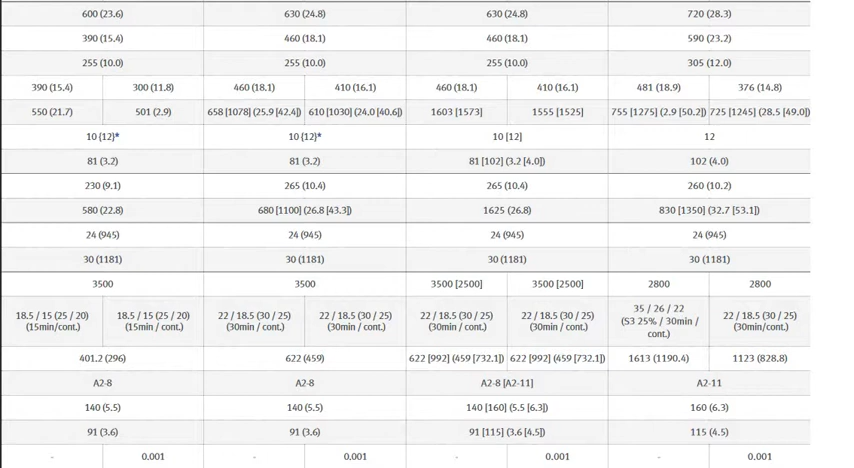 600 (23.6) 630 (24.8) 630 (24.8) 720 (28.3)
390 (15.4) 460 (18.1) 460 (18.1) 590 (23.2)
255 (10.0) 255 (10.0) 255 (10.0) 305 (12.0)
390 (15.4) 300 (11.8) 460 (18.1) 410 (16.1) 460 (18.1) 410 (16.1) 481 (18.9) 376 (14.8)
550 (21.7) 501 (2.9) 658 [1078] (25.9 [42.4]) 610 [1030] (24.0 [40.6]) 1603 [1573] 1555 [1525] 755 [1275] (2.9 [50.2]) 725 [1245] (28.5 [49.0])
10 {12}* 10 {12}* 10 [12] 12
81 (3.2) 81 (3.2) 81 [102] (3.2 [4.0]) 102 (4.0)
230 (9.1) 265 (10.4) 265 (10.4) 260 (10.2)
580 (22.8) 680 [1100] (26.8 [43.3]) 1625 (26.8) 830 [1350] (32.7 [53.1])
24 (945) 24 (945) 24 (945) 24 (945)
30 (1181) 30 (1181) 30 (1181) 30 (1181)
3500 3500 3500 [2500] 3500 [2500] 2800 2800
18.5 / 15 (25 / 20) 18.5 / 15 (25 / 20) 22 / 18.5 (30 / 25) 22 / 18.5 (30 / 25) 22 / 18.5 (30 / 25) 22 / 18.5 (30 / 25) 35 / 26 / 22 22 / 18.5 (30 / 25)
(15min/cont.) (15min / cont.) (30min / cont.) (30min / cont.) (30min / cont.) (30min / cont.) (S3 25% / 30min / (30min/cont.)
cont.)
401.2 (296) 622 (459) 622 [992] (459 [732.1]) 622 [992] (459 [732.1]) 1613 (1190.4) 1123 (828.8)
A2-8 A2-8 A2-8 [A2-11] A2-11
140 (5.5) 140 (5.5) 140 [160] (5.5 [6.3]) 160 (6.3)
91 (3.6) 91 (3.6) 91 [115] (3.6 [4.5]) 115 (4.5)
- 0.001 - 0.001 - 0.001 - 0.001